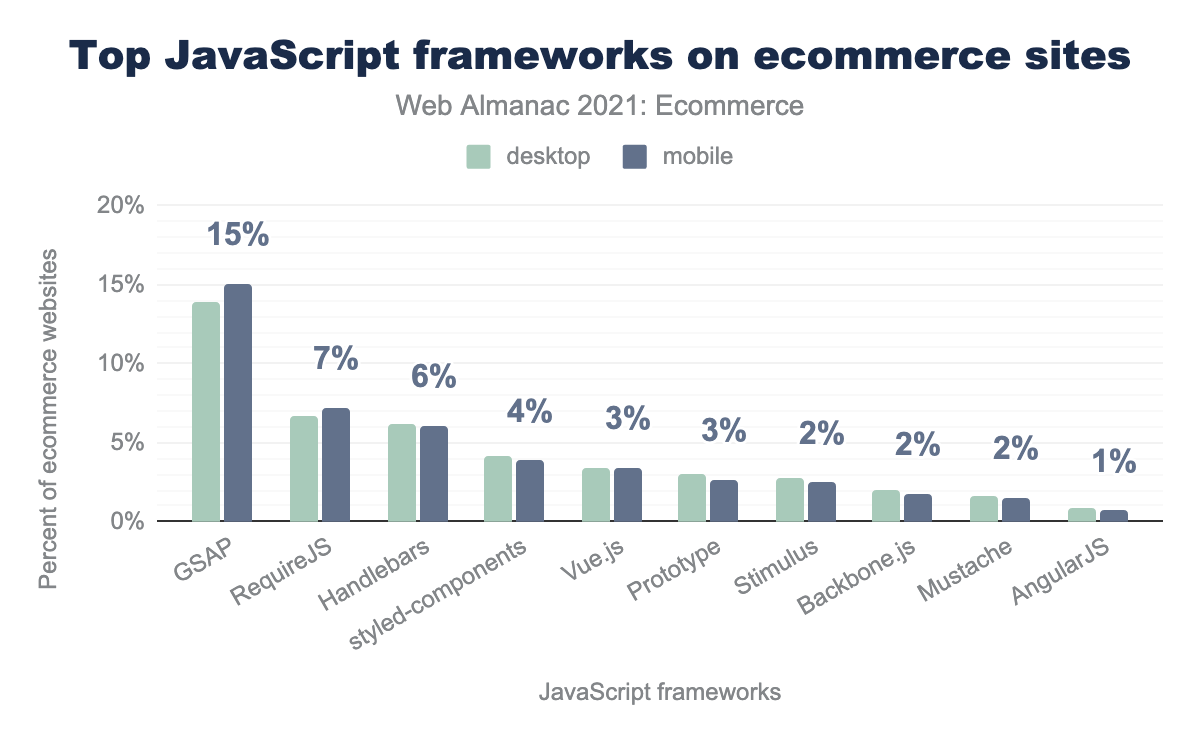 Top JavaScript frameworks on ecommerce sites
Web Almanac 2021: Ecommerce
desktop
mobile
Percent of ecommerce websites
20%
15%
10%
5%
0%
15%
7%
6%
4%
3%
3%
2%
2%
2%
1%
GSAP
RequireJS
Handlebars
styled-components
Vue.js
Prototype
Stimulus
Backbone.js
Mustache
AngularJS
JavaScript frameworks